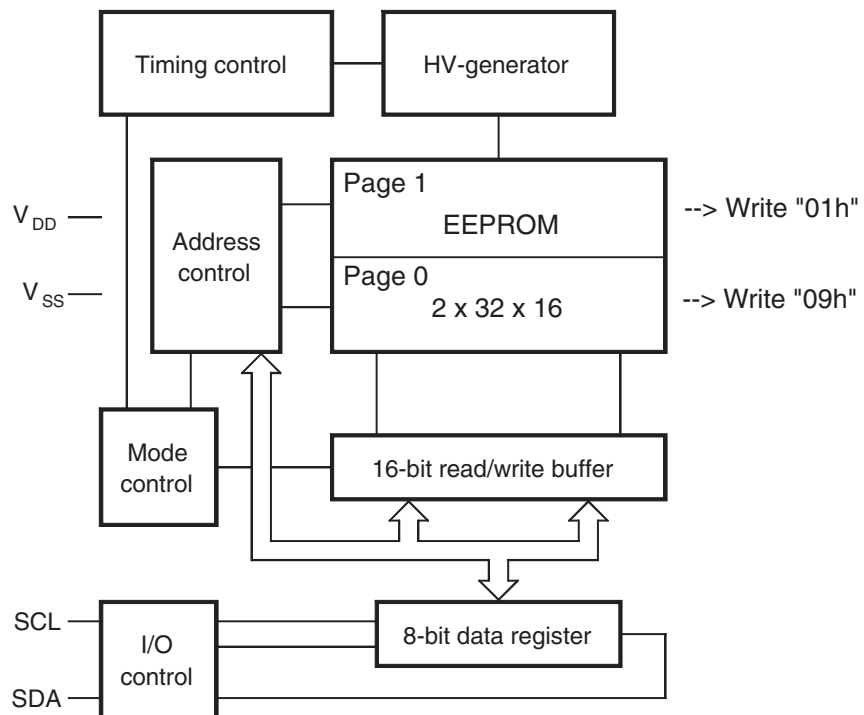 Timing control
HV-generator
Page 1
EEPROM
--> Write "01h"
V DD
Address
control
V SS
Page 0
2 x 32 x 16
--> Write "09h"
Mode
control
16-bit read/write buffer
SCL
I/O
control
8-bit data register
SDA